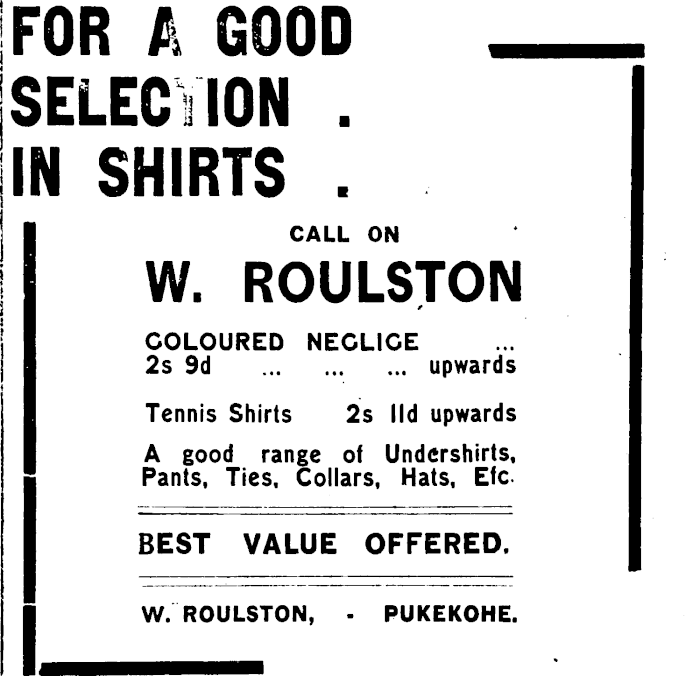 FOR A GOOD
SELECTION .
IN SHIRTS .
CALL ON
W. ROULSTON
COLOURED NEGLIGE ...
2s 9d ... ... ... upwards
Tennis Shirts 2s 11d upwards
A good range of Undershirts,
Pants, Ties, Collars, Hats, Etc.
BEST VALUE OFFERED.
W. ROULSTON, - PUKEKOHE.